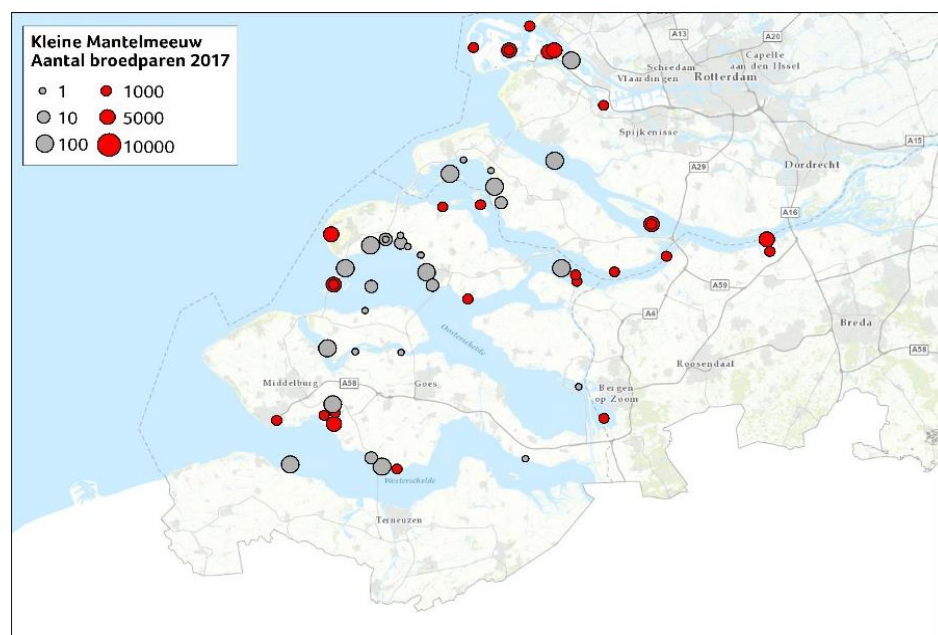 Kleine Mantelmeeuw
Aantal broedparen 2017
1 1000
10 5000
100 10000
A13
A20
Capelle
aan den IJssel
Schiedam
Vlaardingen
Rotterdam
Spijkenisse
A15
A29
Dordrecht
A16
A59
A4
Breda
Oosterschelde
Roosendaal
A58
Middelburg
A58
Goes
Bergen
op Zoom
Westerschelde
Terneuzen